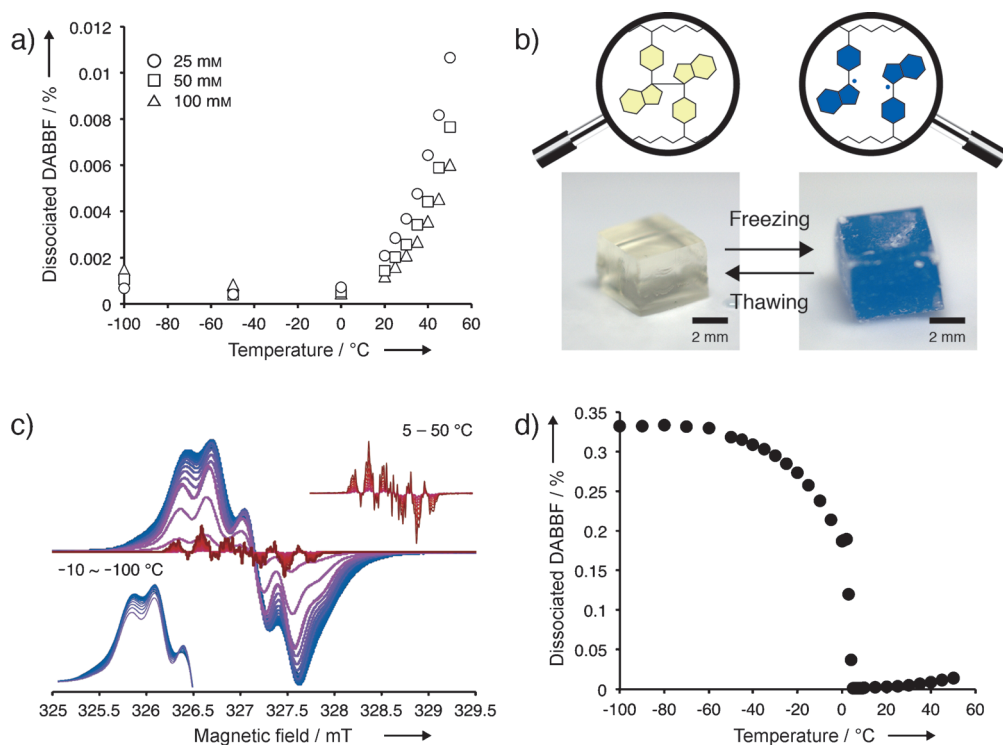 a)
Dissociated DABBF / %
0.012
0.01
0.008
0.006
0.004
0.002
0
25 mM
50 mM
100 mM
-100 -80 -60 -40 -20 0 20 40 60
Temperature / °C
b)
Freezing
Thawing
2 mm
2 mm
c)
5 – 50 °C
−10 ~ −100 °C
325 325.5 326 326.5 327 327.5 328 328.5 329 329.5
Magnetic field / mT
d)
Dissociated DABBF / %
0.35
0.3
0.25
0.2
0.15
0.1
0.05
0
-100 -80 -60 -40 -20 0 20 40 60
Temperature / °C